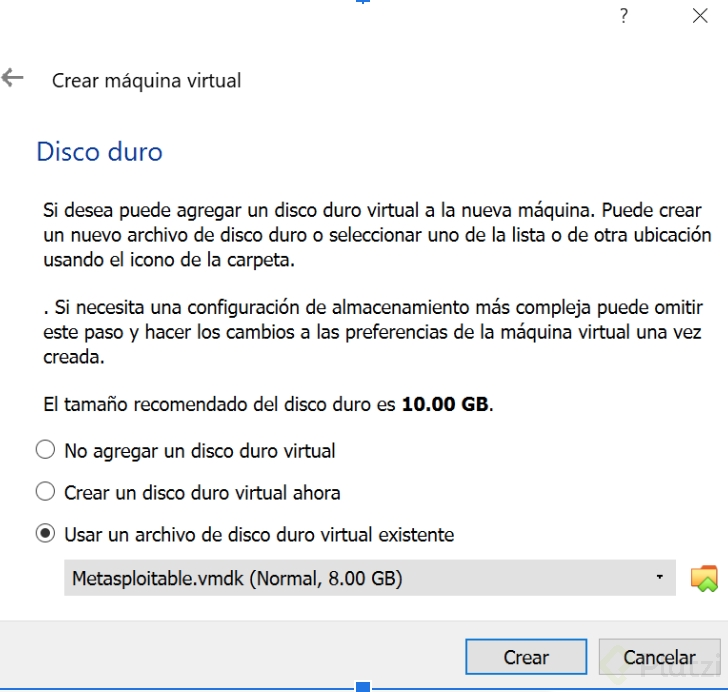 ?
Crear máquina virtual
Disco duro
Si desea puede agregar un disco duro virtual a la nueva máquina. Puede crear
un nuevo archivo de disco duro o seleccionar uno de la lista o de otra ubicación
usando el icono de la carpeta.
. Si necesita una configuración de almacenamiento más compleja puede omitir
este paso y hacer los cambios a las preferencias de la máquina virtual una vez
creada.
El tamaño recomendado del disco duro es 10.00 GB.
No agregar un disco duro virtual
Crear un disco duro virtual ahora
Usar un archivo de disco duro virtual existente
Metasploitable.vmdk (Normal, 8.00 GB)
Crear
Cancelar
Platzi